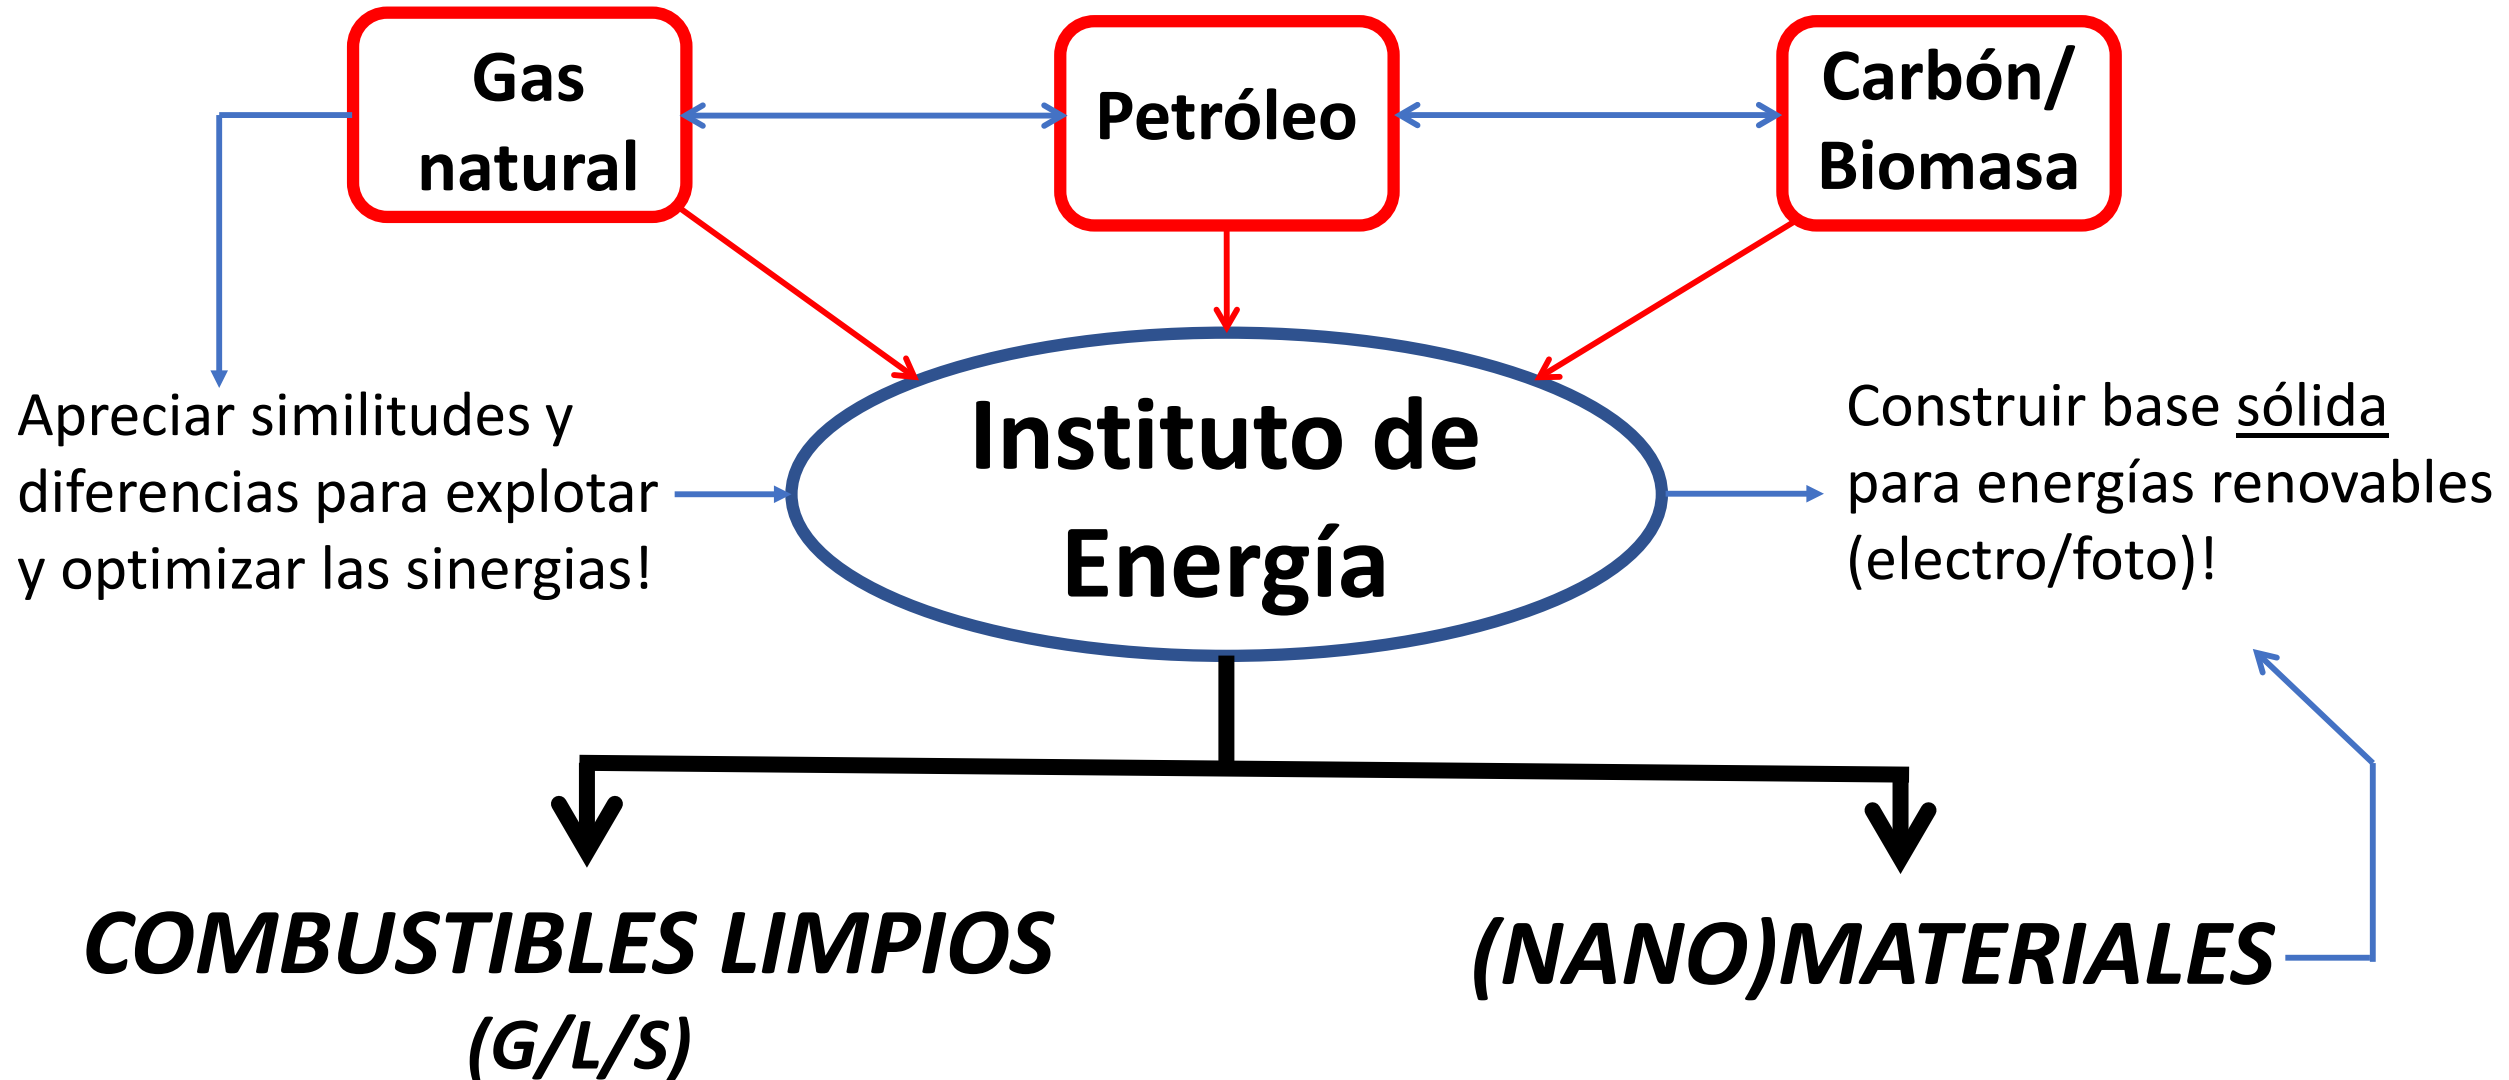 Gas
natural
Petróleo
Carbón/
Biomasa
Apreciar similitudes y
diferencias para explotar
y optimizar las sinergias!
Instituto de
Energía
Construir base sólida
para energías renovables
(electro/foto)!
COMBUSTIBLES LIMPIOS
(G/L/S)
(NANO)MATERIALES